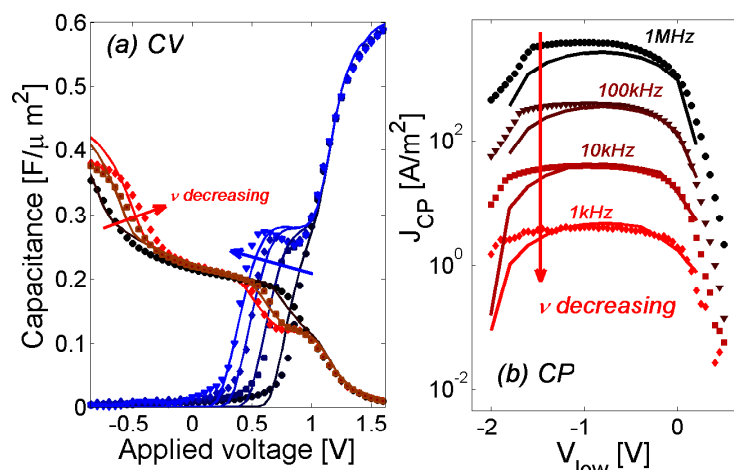 (a) CV
Capacitance [F/μ m²]
0.6
0.5
0.4
0.3
0.2
0.1
0
ν decreasing
-0.5
0
0.5
1
1.5
Applied voltage [V]
J_CP [A/m²]
10²
10⁰
10⁻²
1MHz
100kHz
10kHz
1kHz
ν decreasing
(b) CP
-2
-1
0
V_low [V]